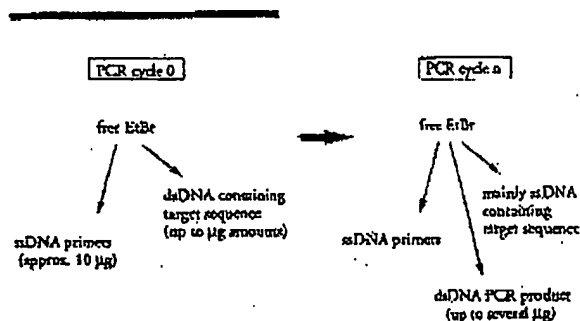 PCR cycle 0
free EtBr
dsDNA containing
target sequence
(up to µg amounts)
ssDNA primers
(approx. 10 µg)
PCR cycle n
free EtBr
mainly ssDNA
containing
target sequence
ssDNA primers
dsDNA PCR product
(up to several µg)